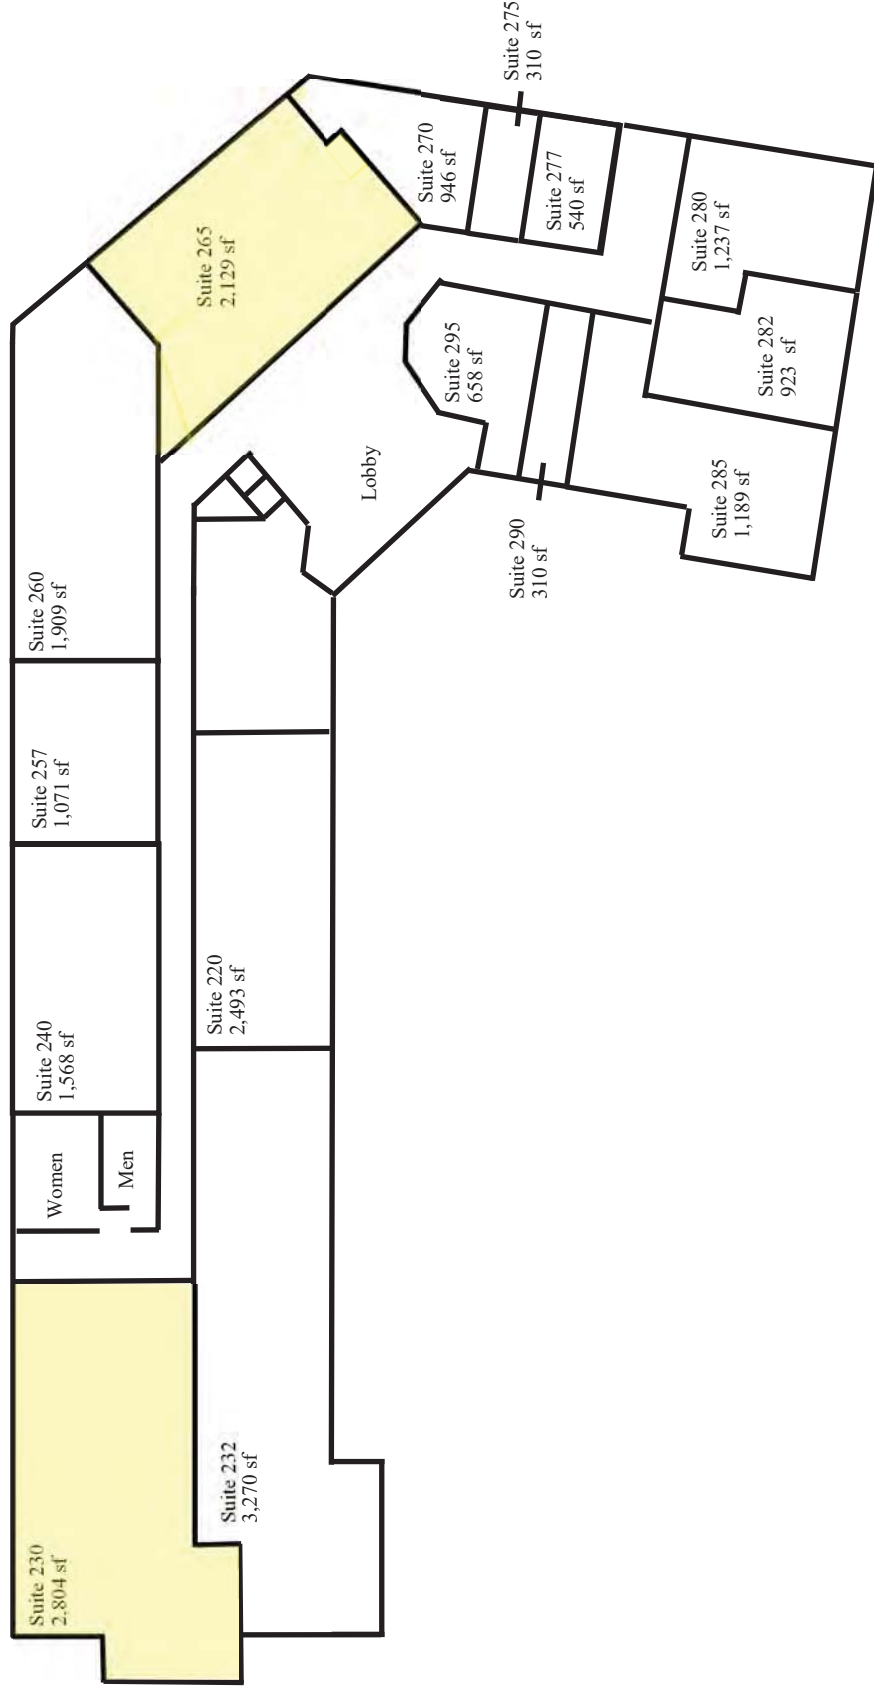 Suite 230
2.804 sf
Suite 232
3,270 sf
Women
Men
Suite 240
1,568 sf
Suite 220
2,493 sf
Suite 257
1,071 sf
Suite 260
1,909 sf
Suite 265
2,129 sf
Lobby
Suite 295
658 sf
Suite 290
310 sf
Suite 285
1,189 sf
Suite 282
923 sf
Suite 280
1,237 sf
Suite 270
946 sf
Suite 277
540 sf
Suite 275
310 sf